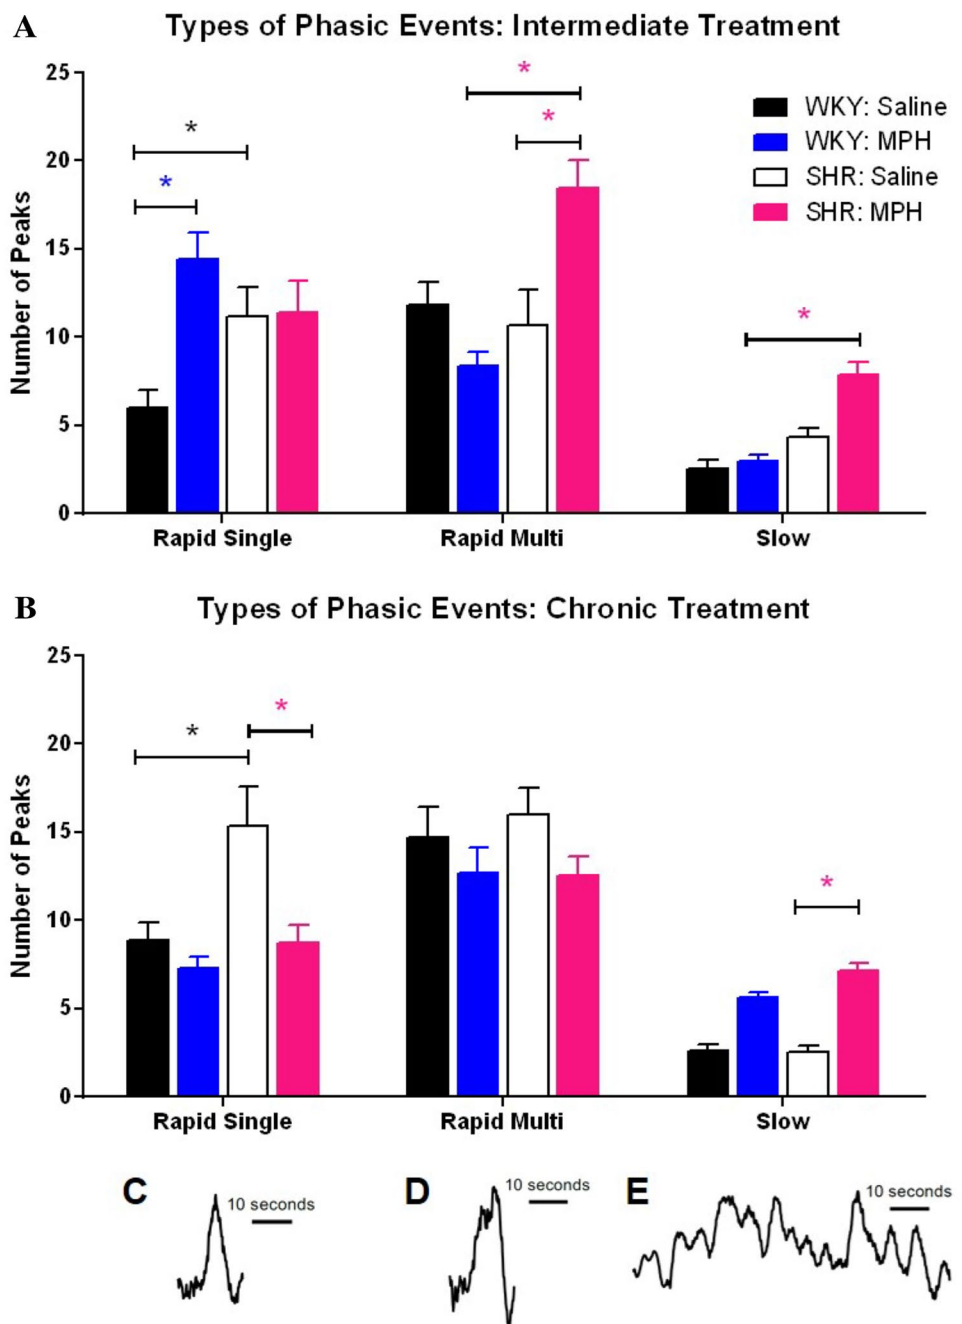 A
Types of Phasic Events: Intermediate Treatment
25
20
15
10
5
0
Number of Peaks
*
*
*
*
*
WKY: Saline
WKY: MPH
SHR: Saline
SHR: MPH
Rapid Single
Rapid Multi
Slow
B
Types of Phasic Events: Chronic Treatment
25
20
15
10
5
0
Number of Peaks
*
*
*
Rapid Single
Rapid Multi
Slow
C
10 seconds
D
10 seconds
E
10 seconds